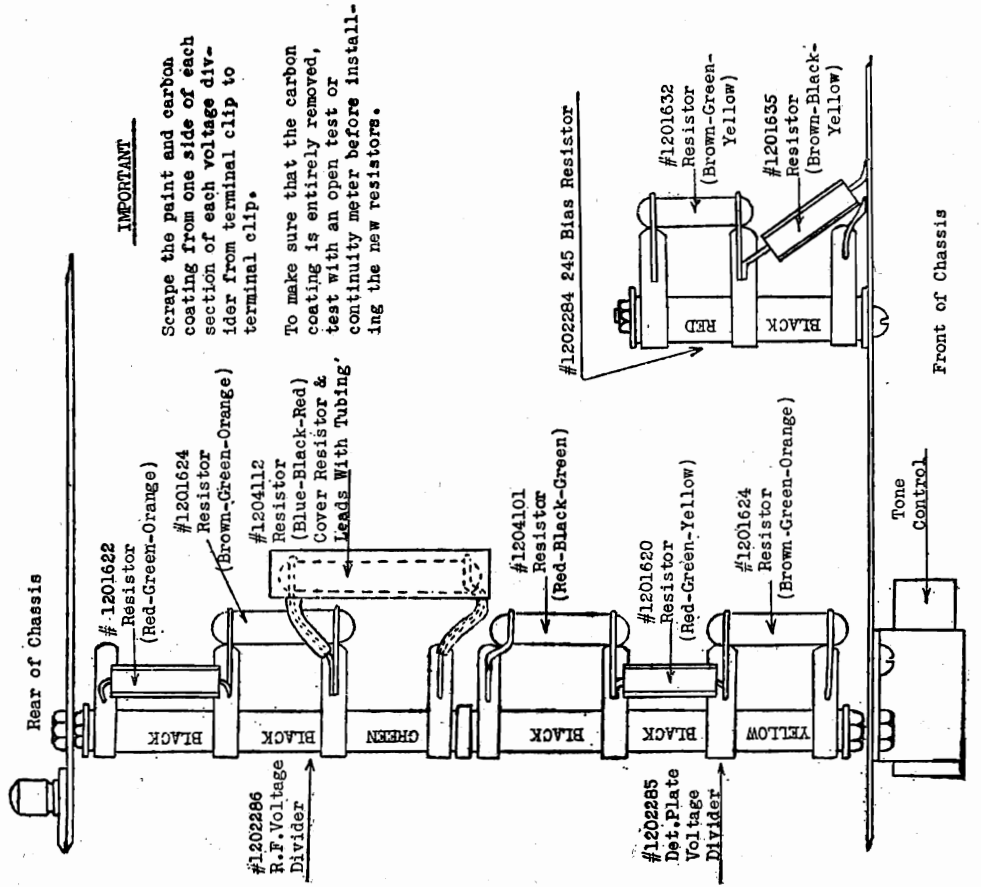 IMPORTANT
Scrape the paint and carbon
coating from one side of each
section of each voltage div-
ider from terminal clip to
terminal clip.
To make sure that the carbon
coating is entirely removed,
test with an open test or
continuity meter before install-
ing the new resistors.
Rear of Chassis
#1201622
Resistor
(Red-Green-Orange)
#1201624
Resistor
(Brown-Green-Orange)
#1204112
Resistor
(Blue-Black-Red)
Cover Resistor &
Leads With Tubing
#1204101
Resistor
(Red-Black-Green)
#1201620
Resistor
(Red-Green-Yellow)
#1201624
Resistor
(Brown-Green-Orange)
BLACK
BLACK
GREEN
BLACK
BLACK
YELLOW
#1202286
R.F.Voltage
Divider
#1202285
Det.Plate
Voltage
Divider
#1202284 245 Bias Resistor
#1201632
Resistor
(Brown-Green-
Yellow)
#1201635
Resistor
(Brown-Black-
Yellow)
RED
BLACK
Tone
Control
Front of Chassis